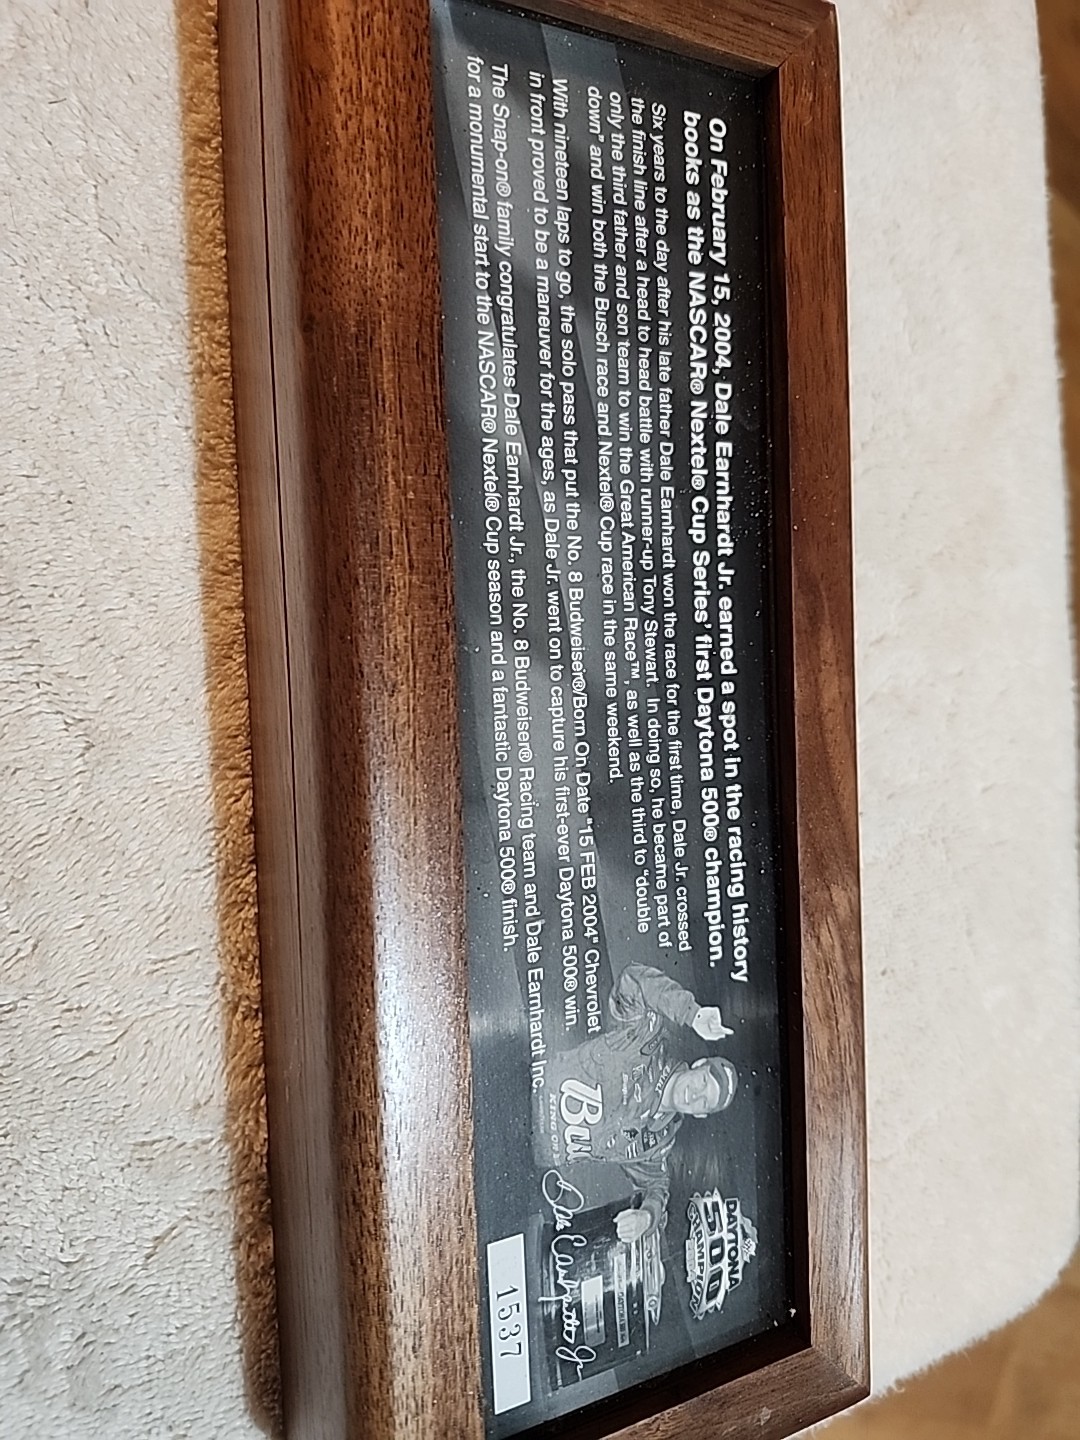 On February 15, 2004, Dale Earnhardt Jr. earned a spot in the racing history
books as the NASCAR® Nextel® Cup Series' first Daytona 500® champion.
Six years to the day after his late father Dale Earnhardt won the race for the first time, Dale Jr. crossed
the finish line after a head to head battle with runner-up Tony Stewart. In doing so, he became part of
only the third father and son team to win the Great American Race™, as well as the third to "double
down" and win both the Busch race and Nextel® Cup race in the same weekend.
With nineteen laps to go, the solo pass that put the No. 8 Budweiser®/Born On Date "15 FEB 2004" Chevrolet
in front proved to be a maneuver for the ages, as Dale Jr. went on to capture his first-ever Daytona 500® win.
The Snap-on® family congratulates Dale Earnhardt Jr., the No. 8 Budweiser® Racing team and Dale Earnhardt Inc.
for a monumental start to the NASCAR® Nextel® Cup season and a fantastic Daytona 500® finish.
DAYTONA
500
CHAMPION
Bud
KING OF
Dale Earnhardt Jr
1537